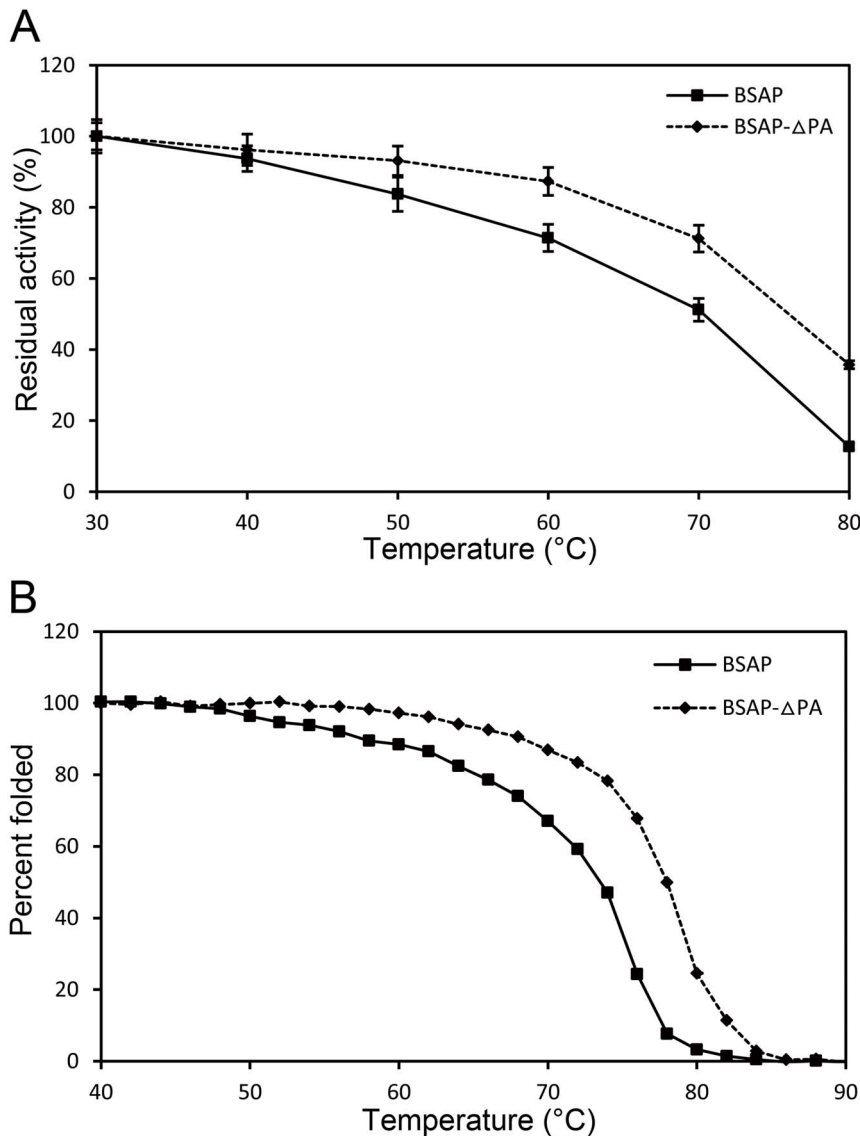 A
120
100
80
60
40
20
0
Residual activity (%)
BSAP
BSAP-△PA
30 40 50 60 70 80
Temperature (°C)
B
120
100
80
60
40
20
0
Percent folded
BSAP
BSAP-△PA
40 50 60 70 80 90
Temperature (°C)